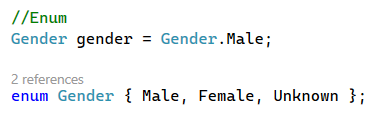 //Enum
Gender gender = Gender.Male;
2 references
enum Gender { Male, Female, Unknown };